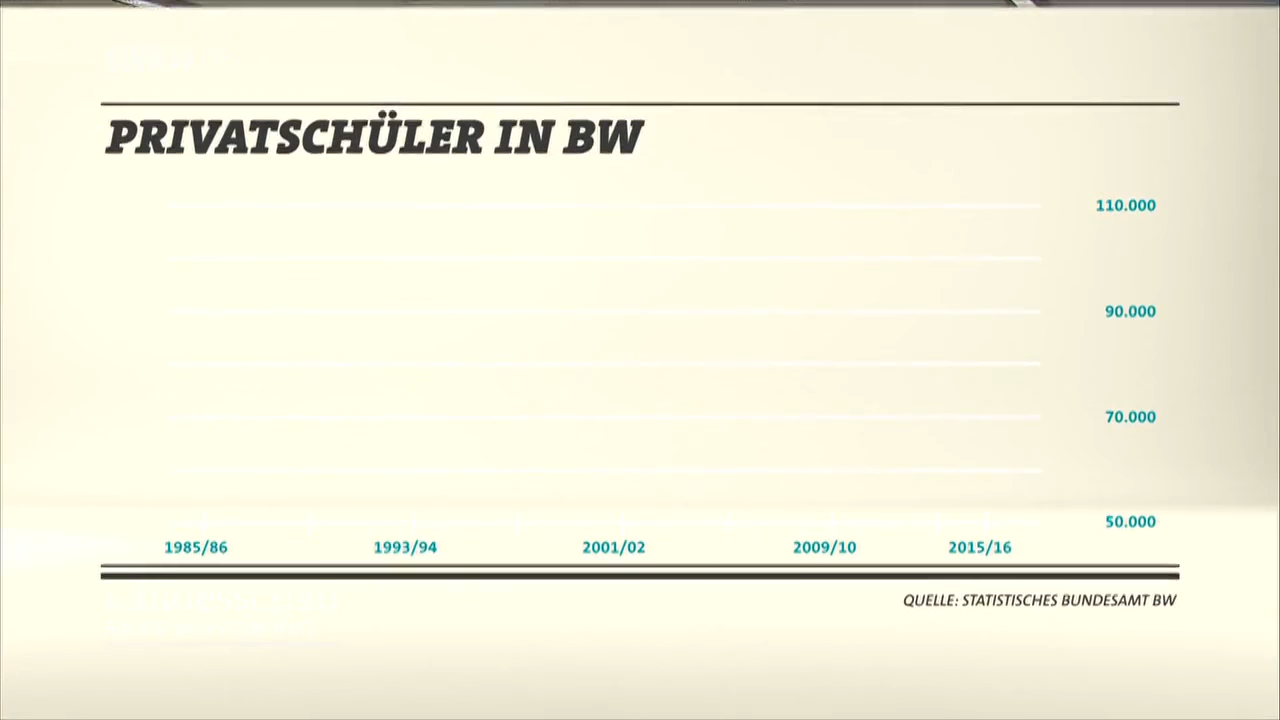 PRIVATSCHÜLER IN BW
110.000
90.000
70.000
50.000
1985/86 1993/94 2001/02 2009/10 2015/16
QUELLE: STATISTISCHES BUNDESAMT BW